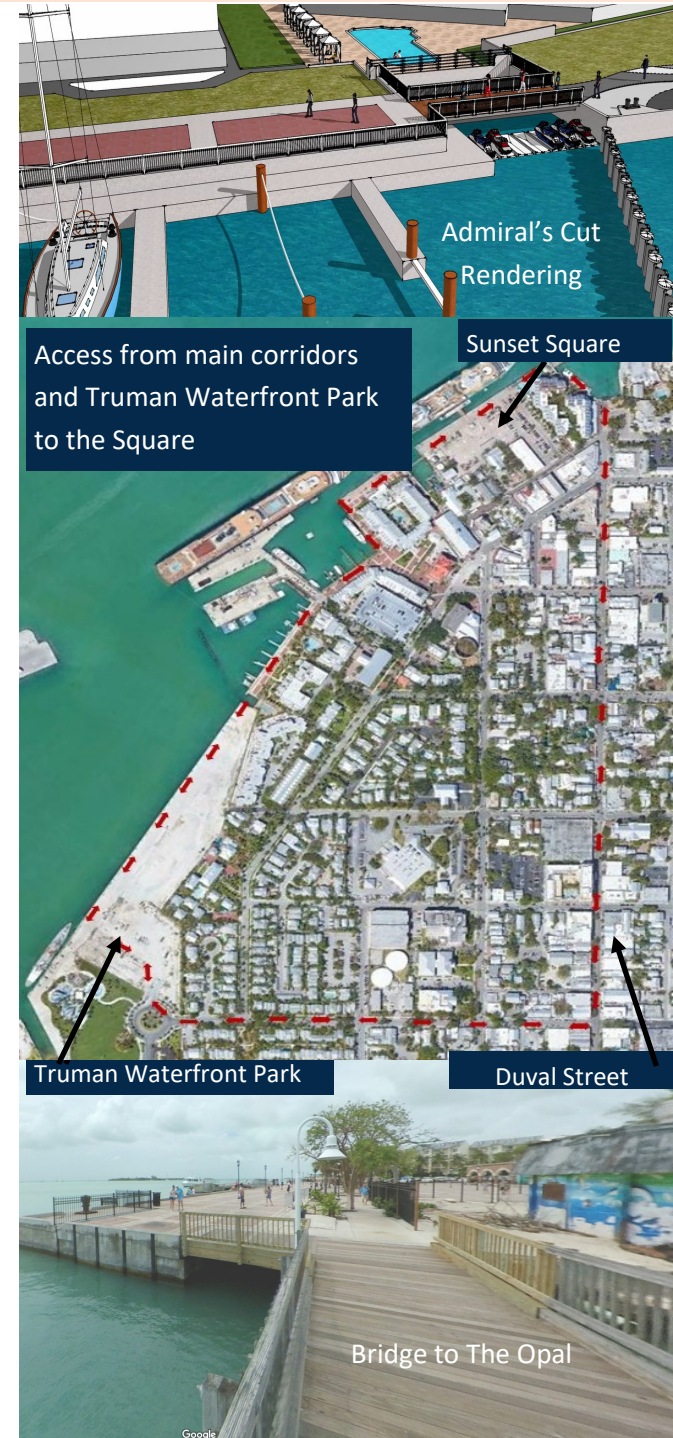 Admiral’s Cut
Rendering
Access from main corridors
and Truman Waterfront Park
to the Square
Sunset Square
Truman Waterfront Park
Duval Street
Bridge to The Opal
Google